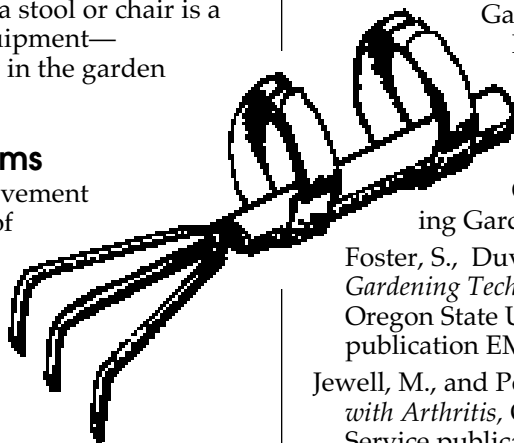 a stool or chair is a
uipment—
in the garden
ms
vement
of
Ga
ing Gard
Foster, S., Duv
Gardening Tech
Oregon State U
publication EM
Jewell, M., and Pe
with Arthritis,
Service public